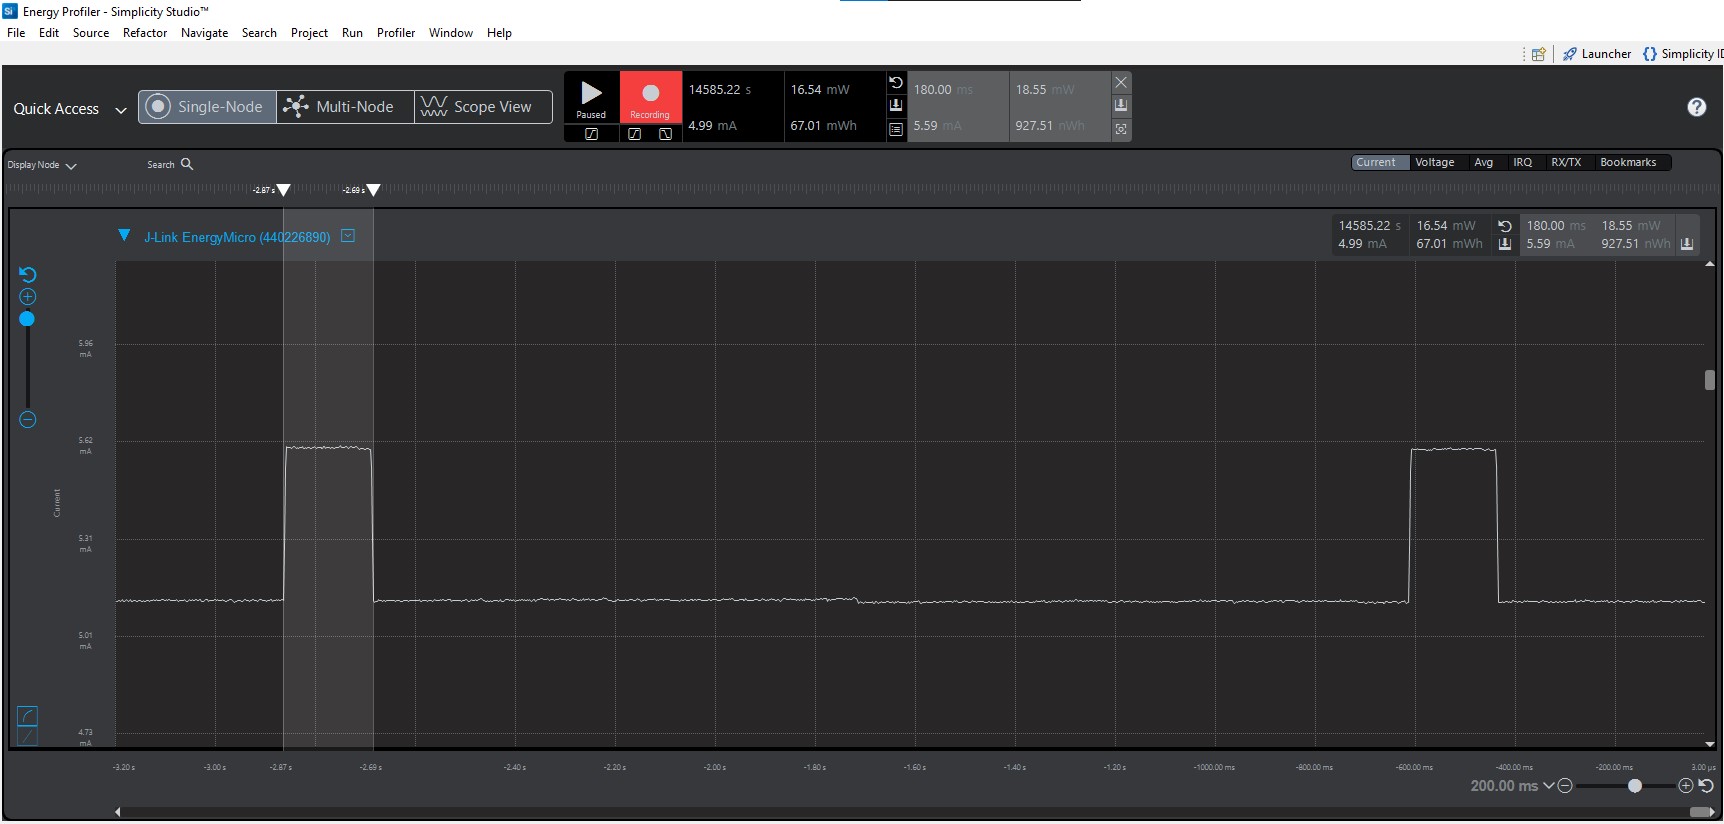 Energy Profiler - Simplicity Studio™
File Edit Source Refactor Navigate Search Project Run Profiler Window Help
Launcher {} Simplicity ID
Quick Access Single-Node Multi-Node Scope View
Paused Recording
14585.22 s 16.54 mW 180.00 ms 18.55 mW
4.99 mA 67.01 mWh 5.59 mA 927.51 nWh
Display Node Search Current Voltage Avg IRQ RX/TX Bookmarks
-2.87 s -2.69 s
J-Link EnergyMicro (440226890)
14585.22 s 16.54 mW 180.00 ms 18.55 mW
4.99 mA 67.01 mWh 5.59 mA 927.51 nWh
5.96
mA
5.62
mA
Current
5.31
mA
5.01
mA
4.73
mA
-3.20 s -3.00 s -2.87 s -2.69 s -2.40 s -2.20 s -2.00 s -1.80 s -1.60 s -1.40 s -1.20 s -1000.00 ms -800.00 ms -600.00 ms -400.00 ms -200.00 ms 3.00 µs
200.00 ms